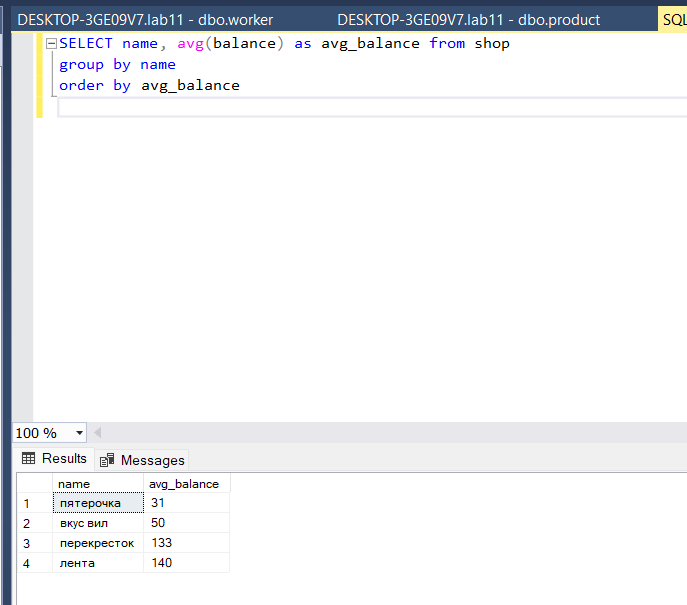 DESKTOP-3GE09V7.lab11 - dbo.worker DESKTOP-3GE09V7.lab11 - dbo.product SQL
SELECT name, avg(balance) as avg_balance from shop
group by name
order by avg_balance
100 %
Results Messages
name avg_balance
1 пятерочка 31
2 вкус вил 50
3 перекресток 133
4 лента 140